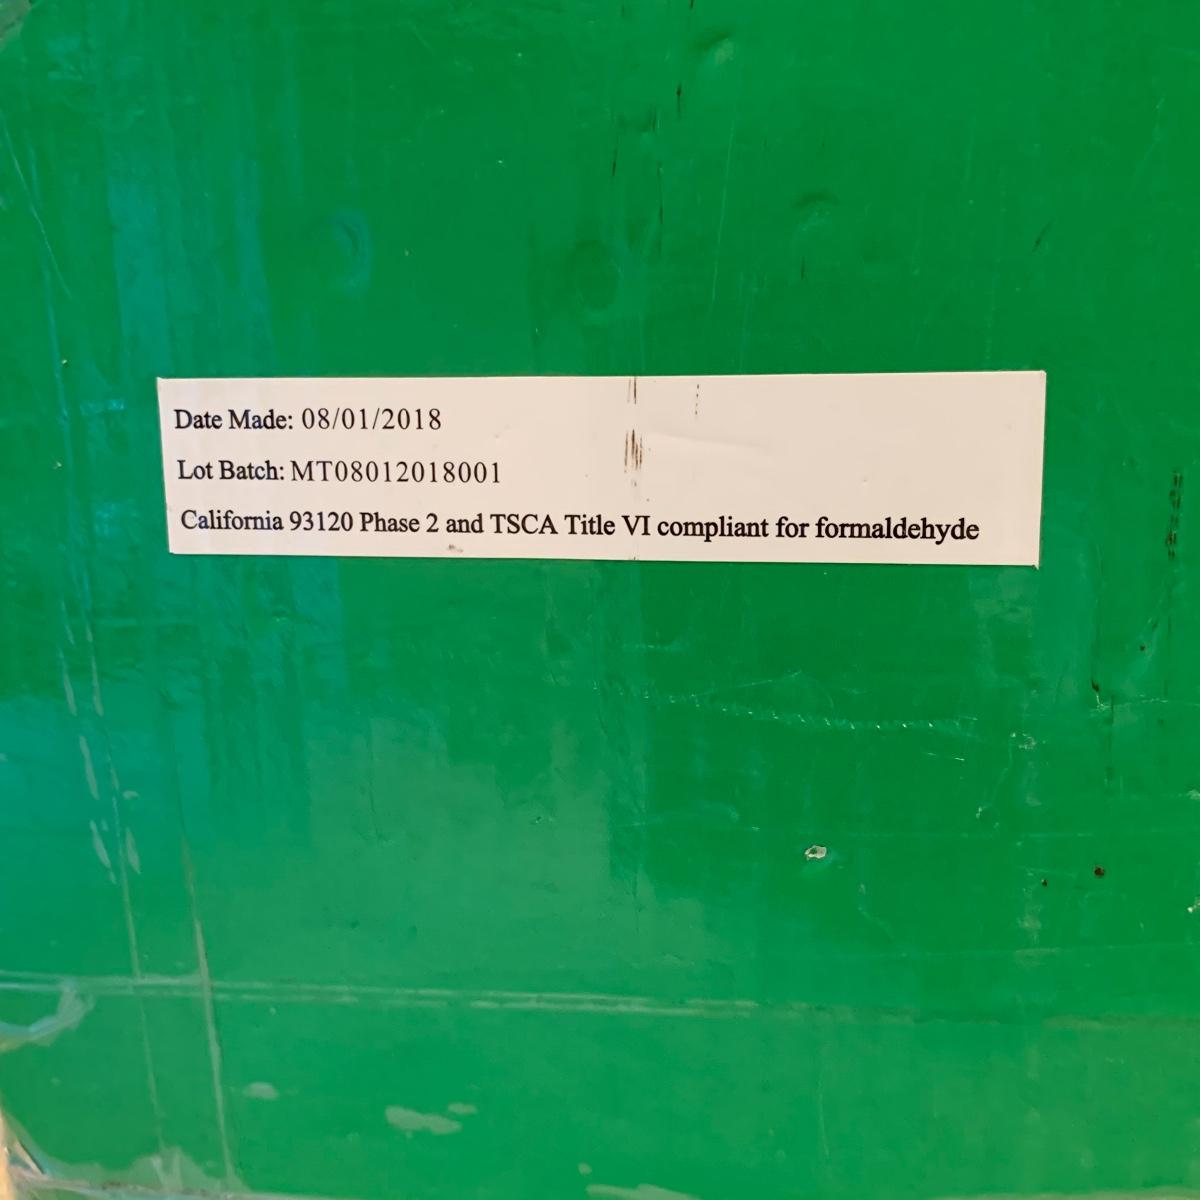 Date Made: 08/01/2018
Lot Batch: MT08012018001
California 93120 Phase 2 and TSCA Title VI compliant for formaldehyde